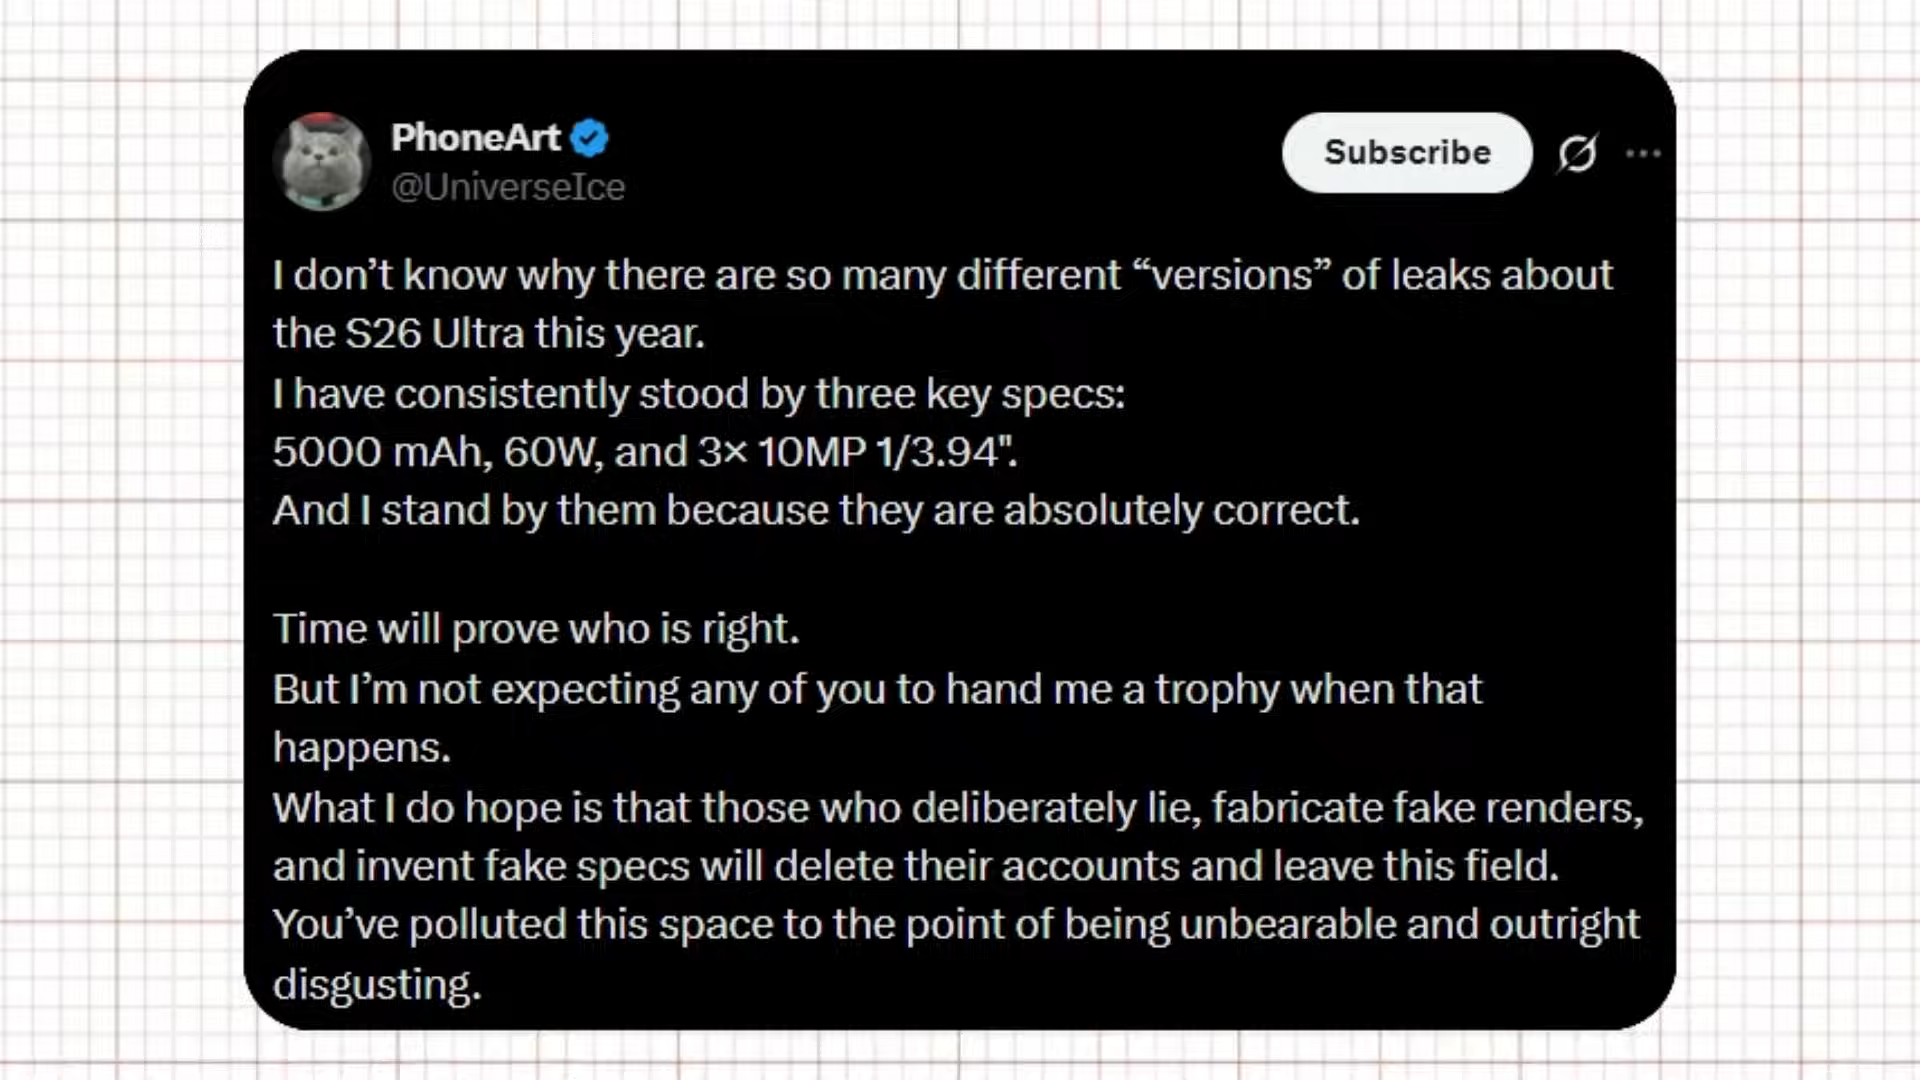 PhoneArt
@UniverseIce
Subscribe
I don’t know why there are so many different “versions” of leaks about
the S26 Ultra this year.
I have consistently stood by three key specs:
5000 mAh, 60W, and 3× 10MP 1/3.94".
And I stand by them because they are absolutely correct.
Time will prove who is right.
But I’m not expecting any of you to hand me a trophy when that
happens.
What I do hope is that those who deliberately lie, fabricate fake renders,
and invent fake specs will delete their accounts and leave this field.
You’ve polluted this space to the point of being unbearable and outright
disgusting.